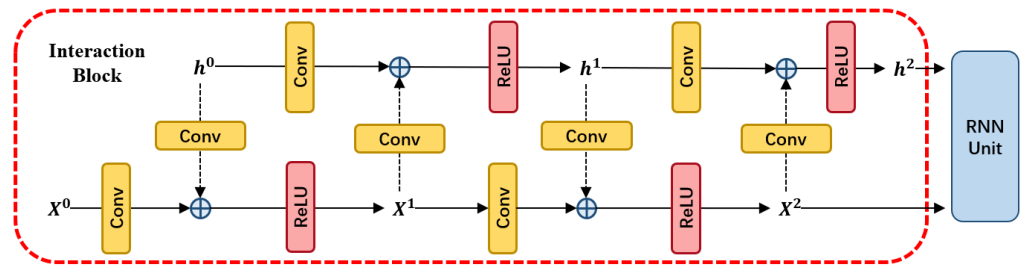 Interaction
Block
h⁰
Conv
ReLU
h¹
Conv
ReLU
h²
RNN
Unit
Conv
Conv
Conv
Conv
X⁰
Conv
ReLU
X¹
Conv
ReLU
X²